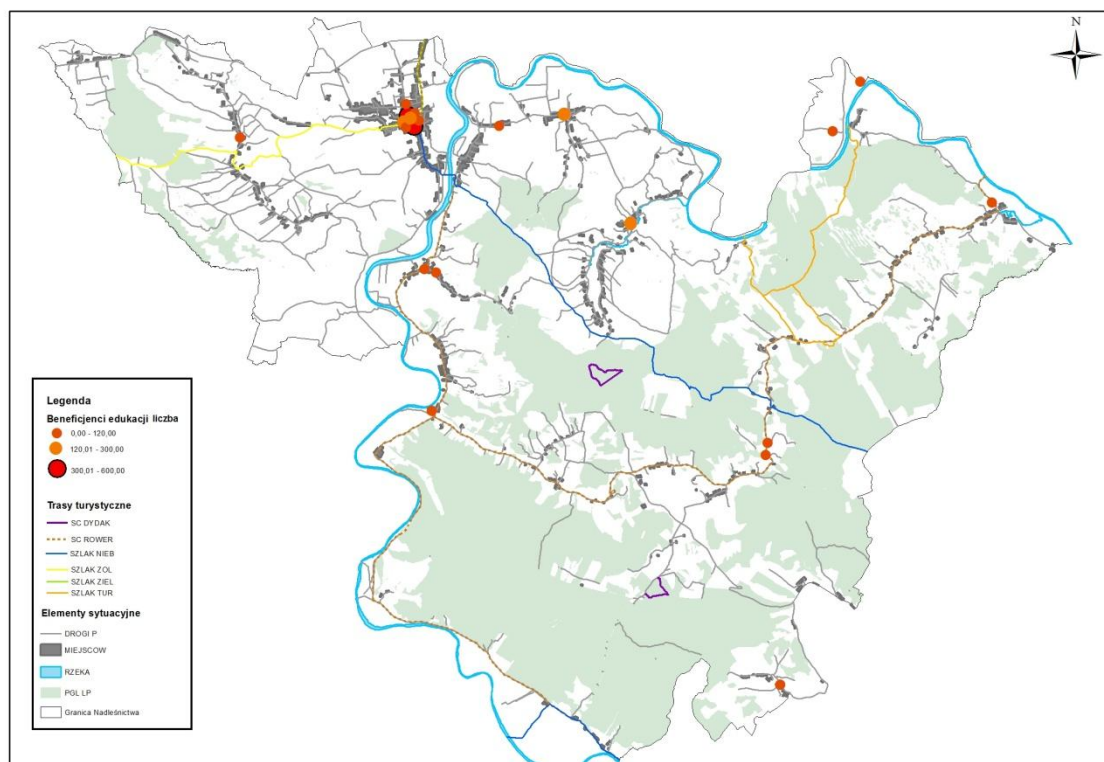 N
Legenda
Beneficjenci edukacji liczba
0,00 - 120,00
120,01 - 300,00
300,01 - 600,00
Trasy turystyczne
SC DYDAK
SC ROWER
SZLAK NIEB
SZLAK ZOL
SZLAK ZIEL
SZLAK TUR
Elementy sytuacyjne
DROGI P
MIEJSCOW
RZEKA
PGL LP
Granica Nadleśnictwa